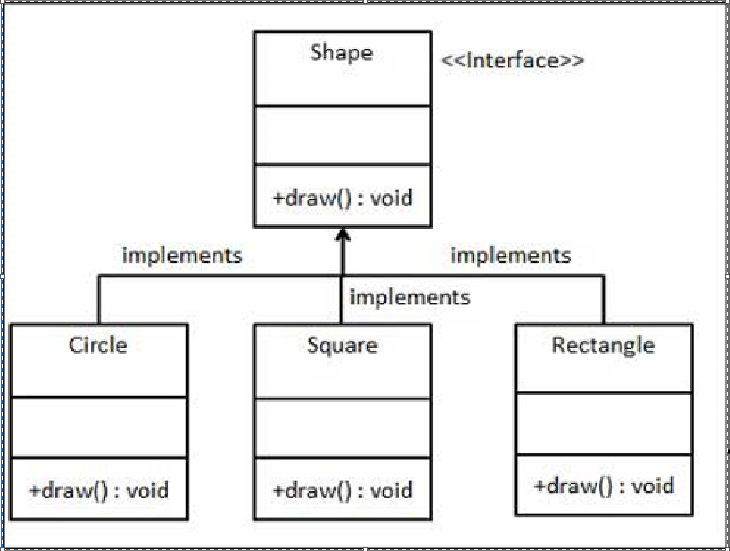 Shape
<<Interface>>
+draw() : void
implements
implements
implements
Circle
Square
Rectangle
+draw() : void
+draw() : void
+draw() : void